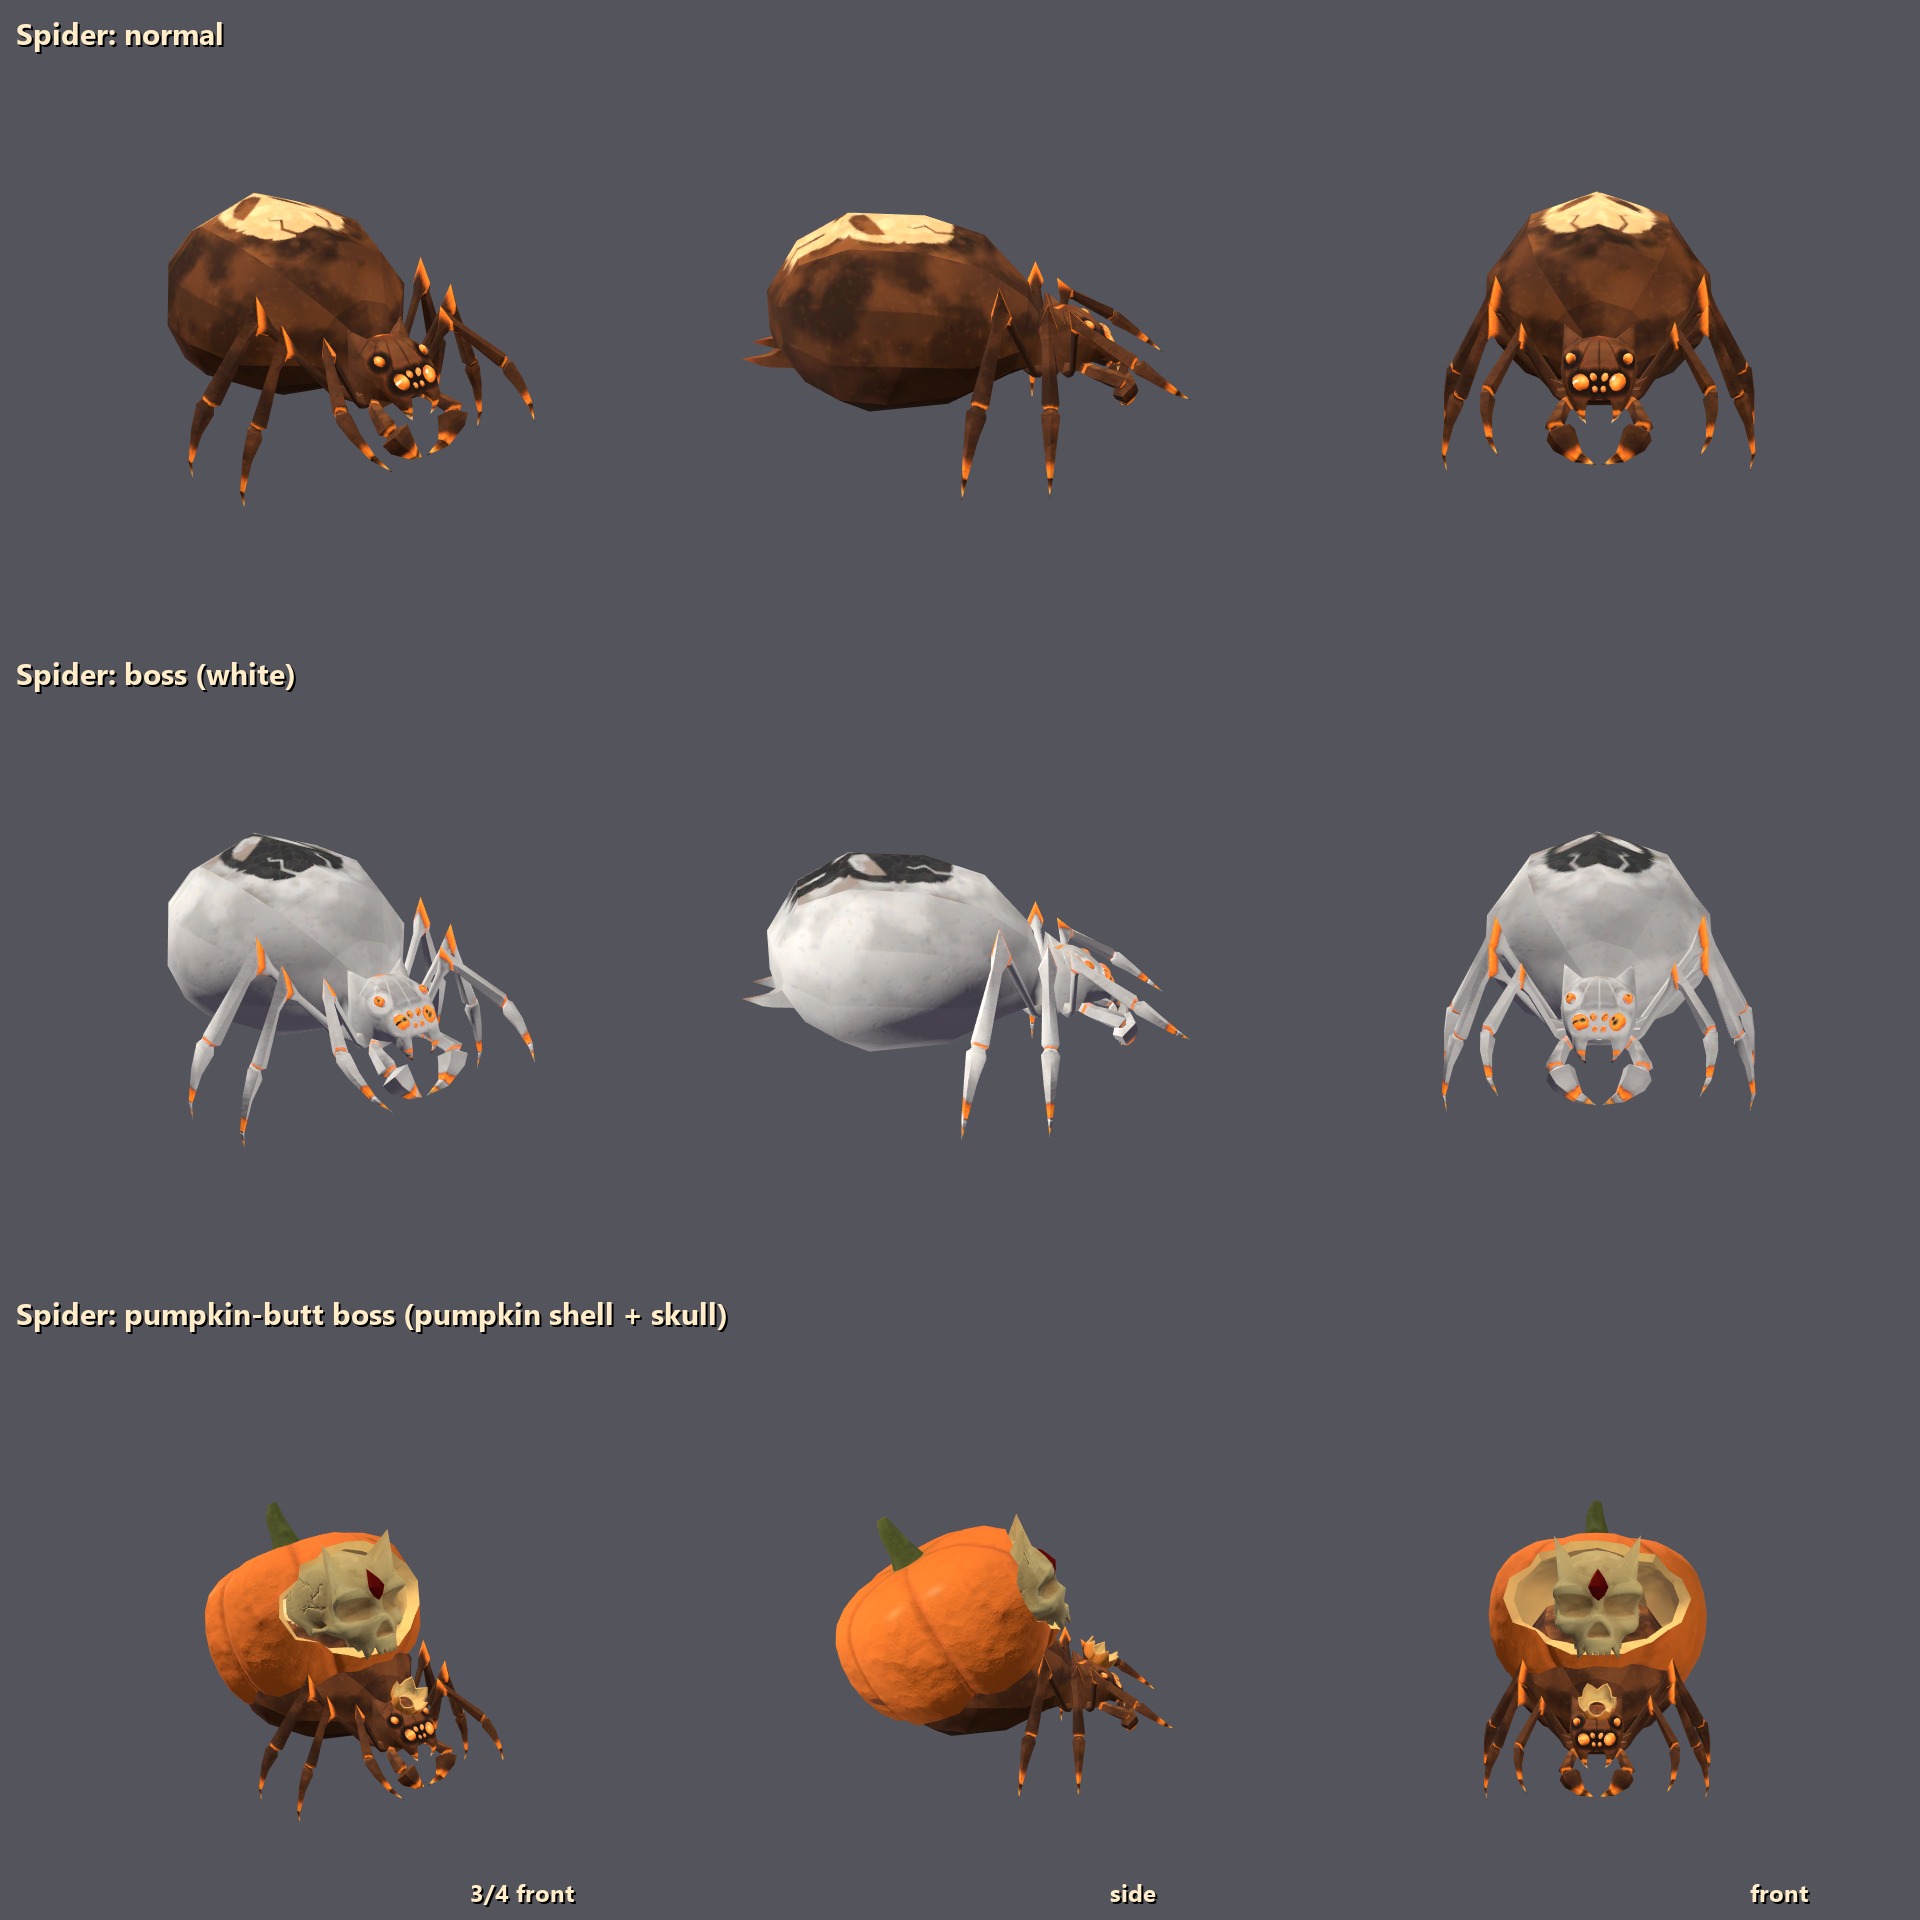 Spider: normal
Spider: boss (white)
Spider: pumpkin-butt boss (pumpkin shell + skull)
3/4 front
side
front